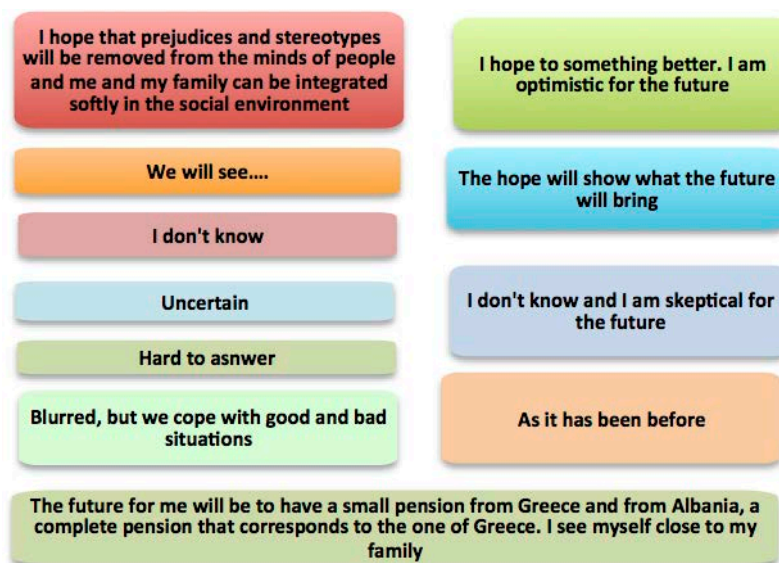 I hope that prejudices and stereotypes
will be removed from the minds of people
and me and my family can be integrated
softly in the social environment
We will see....
I don't know
Uncertain
Hard to asnwer
Blurred, but we cope with good and bad
situations
I hope to something better. I am
optimistic for the future
The hope will show what the future
will bring
I don't know and I am skeptical for
the future
As it has been before
The future for me will be to have a small pension from Greece and from Albania, a
complete pension that corresponds to the one of Greece. I see myself close to my
family